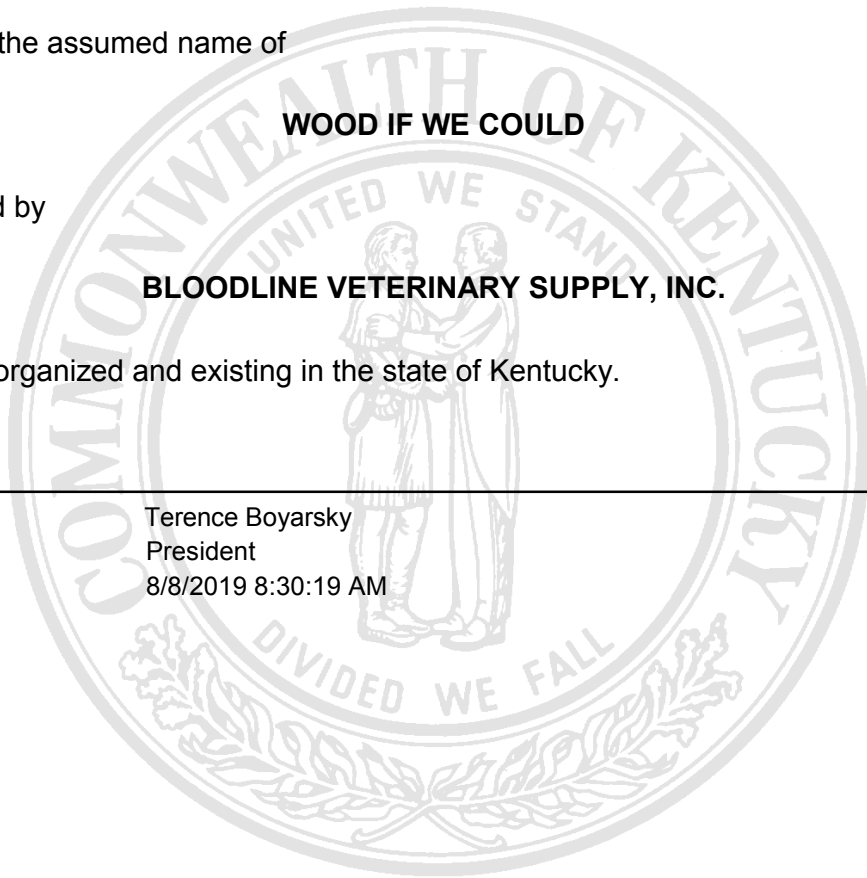 the assumed name of
WOOD IF WE COULD
d by
BLOODLINE VETERINARY SUPPLY, INC.
organized and existing in the state of Kentucky.
Terence Boyarsky
President
8/8/2019 8:30:19 AM
COMMONWEALTH OF KENTUCKY
UNITED WE STAND
DIVIDED WE FALL